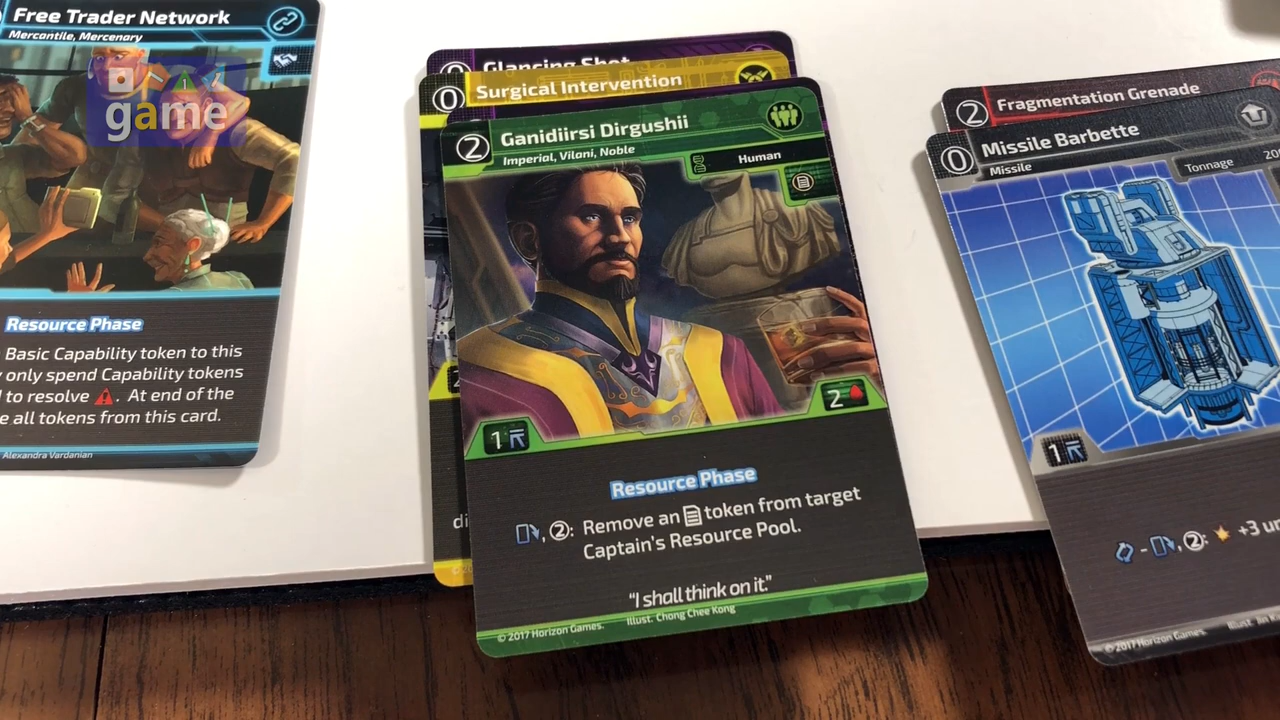 Free Trader Network
Mercantile, Mercenary
game
Resource Phase
Basic Capability token to this
only spend Capability tokens
to resolve . At end of the
all tokens from this card.
Alexandra Vardanian
Glancing Shot
0
Surgical Intervention
2
Ganidiirsi Dirgushii
Imperial, Vilani, Noble
Human
1
2
Resource Phase
, ②: Remove an token from target
Captain's Resource Pool.
"I shall think on it."
© 2017 Horizon Games. Illust. Chong Chee Kong
2
Fragmentation Grenade
0
Missile Barbette
Missile
Tonnage
1
- , ②: +3
© 2017 Horizon Games. Illust.